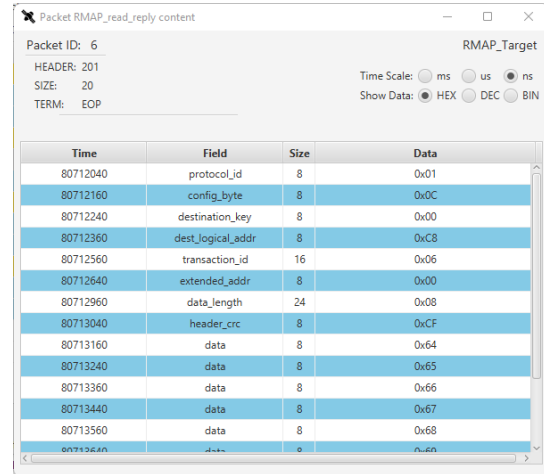 Packet RMAP_read_reply content
Packet ID: 6
RMAP_Target
HEADER: 201
SIZE: 20
TERM: EOP
Time Scale: ms us ns
Show Data: HEX DEC BIN
Time Field Size Data
80712040 protocol_id 8 0x01
80712160 config_byte 8 0x0C
80712240 destination_key 8 0x00
80712360 dest_logical_addr 8 0xC8
80712560 transaction_id 16 0x06
80712640 extended_addr 8 0x00
80712960 data_length 24 0x08
80713040 header_crc 8 0xCF
80713160 data 8 0x64
80713240 data 8 0x65
80713360 data 8 0x66
80713440 data 8 0x67
80713560 data 8 0x68
80713640 data 8 0x69